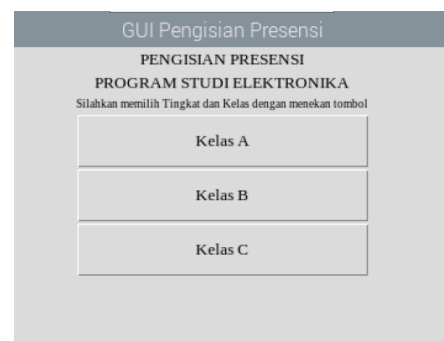 GUI Pengisian Presensi
PENGISIAN PRESENSI
PROGRAM STUDI ELEKTRONIKA
Silahkan memilih Tingkat dan Kelas dengan menekan tombol
Kelas A
Kelas B
Kelas C